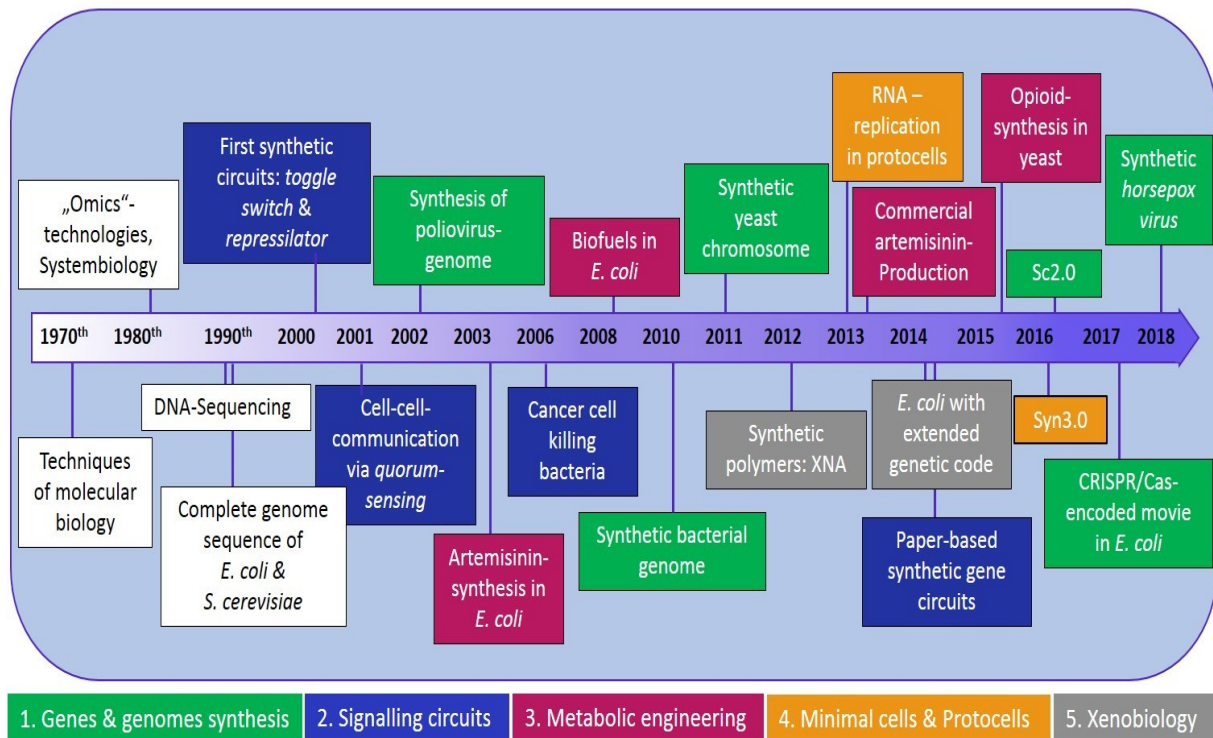 „Omics“-
technologies,
Systembiology
First synthetic
circuits: toggle
switch &
repressilator
Synthesis of
poliovirus-
genome
Biofuels in
E. coli
Synthetic
yeast
chromosome
RNA –
replication
in protocells
Commercial
artemisinin-
Production
Opioid-
synthesis in
yeast
Sc2.0
Synthetic
horsepox
virus
1970th 1980th 1990th 2000 2001 2002 2003 2006 2008 2010 2011 2012 2013 2014 2015 2016 2017 2018
Techniques
of molecular
biology
DNA-Sequencing
Complete genome
sequence of
E. coli &
S. cerevisiae
Cell-cell-
communication
via quorum-
sensing
Artemisinin-
synthesis in
E. coli
Cancer cell
killing
bacteria
Synthetic bacterial
genome
Synthetic
polymers: XNA
E. coli with
extended
genetic code
Paper-based
synthetic gene
circuits
Syn3.0
CRISPR/Cas-
encoded movie
in E. coli
1. Genes & genomes synthesis
2. Signalling circuits
3. Metabolic engineering
4. Minimal cells & Protocells
5. Xenobiology